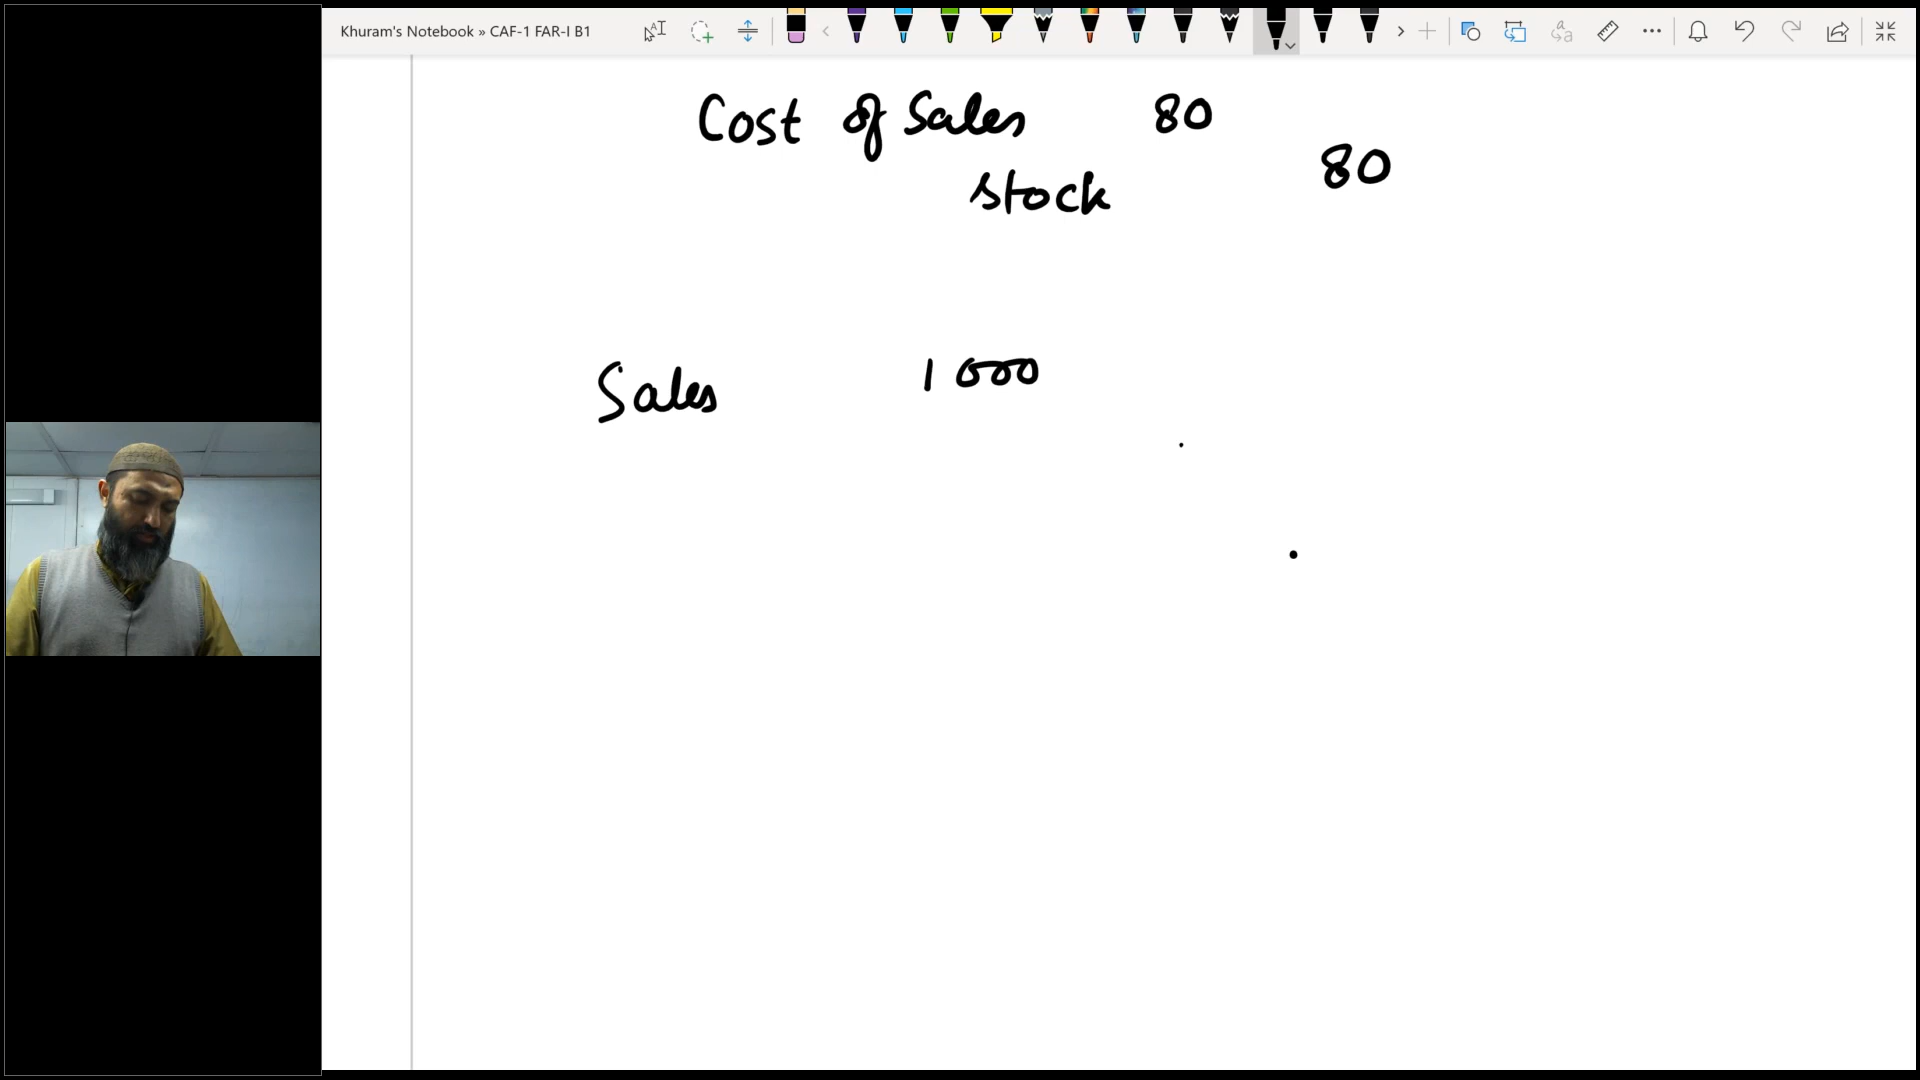 Khuram's Notebook » CAF-1 FAR-I B1
Cost of Sales 80
stock 80
Sales 1000